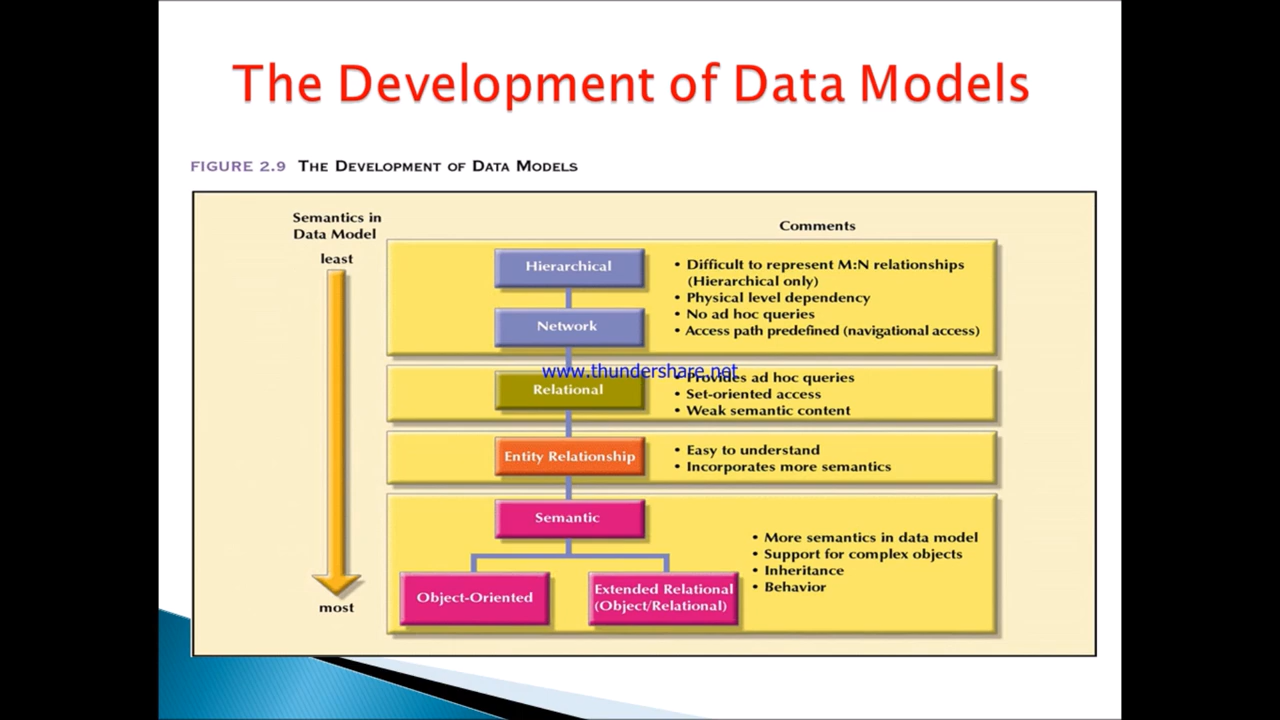 The Development of Data Models
FIGURE 2.9 THE DEVELOPMENT OF DATA MODELS
Semantics in
Data Model
least
most
Comments
Hierarchical
Network
• Difficult to represent M:N relationships
(Hierarchical only)
• Physical level dependency
• No ad hoc queries
• Access path predefined (navigational access)
www.thundershare.net
Relational
• Provides ad hoc queries
• Set-oriented access
• Weak semantic content
Entity Relationship
• Easy to understand
• Incorporates more semantics
Semantic
Object-Oriented
Extended Relational
(Object/Relational)
• More semantics in data model
• Support for complex objects
• Inheritance
• Behavior